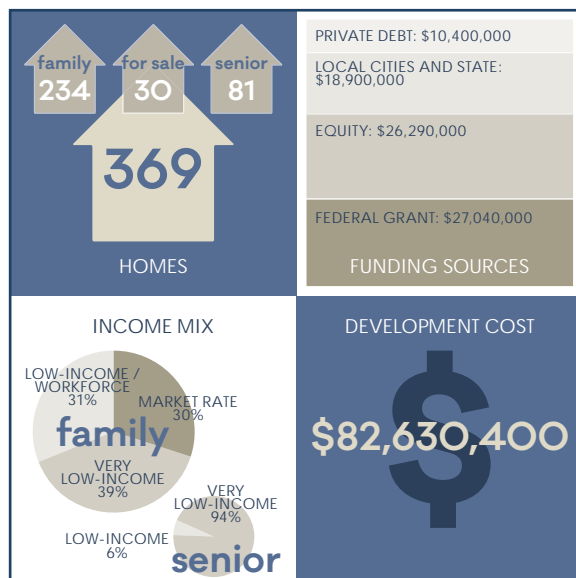 family
234
for sale
30
senior
81
369
HOMES
PRIVATE DEBT: $10,400,000
LOCAL CITIES AND STATE:
$18,900,000
EQUITY: $26,290,000
FEDERAL GRANT: $27,040,000
FUNDING SOURCES
INCOME MIX
LOW-INCOME /
WORKFORCE
31%
MARKET RATE
30%
family
VERY
LOW-INCOME
39%
VERY
LOW-INCOME
94%
LOW-INCOME
6%
senior
DEVELOPMENT COST
$
$82,630,400